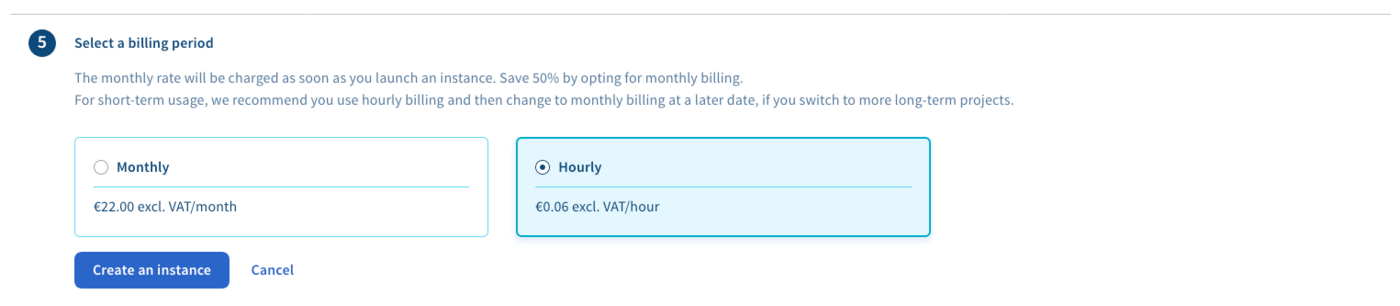 5
Select a billing period
The monthly rate will be charged as soon as you launch an instance. Save 50% by opting for monthly billing.
For short-term usage, we recommend you use hourly billing and then change to monthly billing at a later date, if you switch to more long-term projects.
Monthly
€22.00 excl. VAT/month
Hourly
€0.06 excl. VAT/hour
Create an instance
Cancel